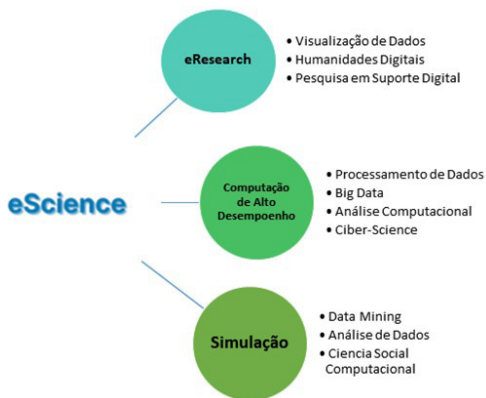 eScience
eResearch
• Visualização de Dados
• Humanidades Digitais
• Pesquisa em Suporte Digital
Computação
de Alto
Desempoenho
• Processamento de Dados
• Big Data
• Análise Computacional
• Ciber-Science
Simulação
• Data Mining
• Análise de Dados
• Ciencia Social
Computacional